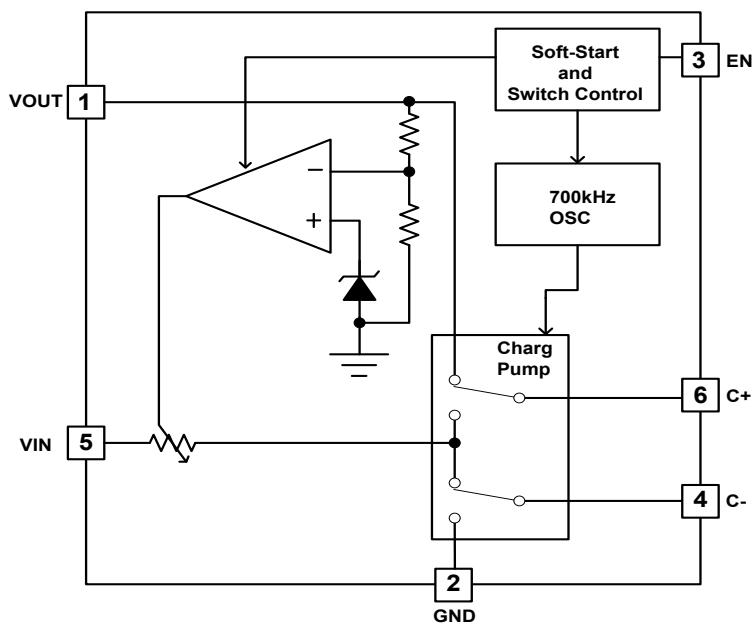 Soft-Start
and
Switch Control
3 EN
VOUT 1
−
+
700kHz
OSC
Charg
Pump
6 C+
VIN 5
4 C-
2
GND